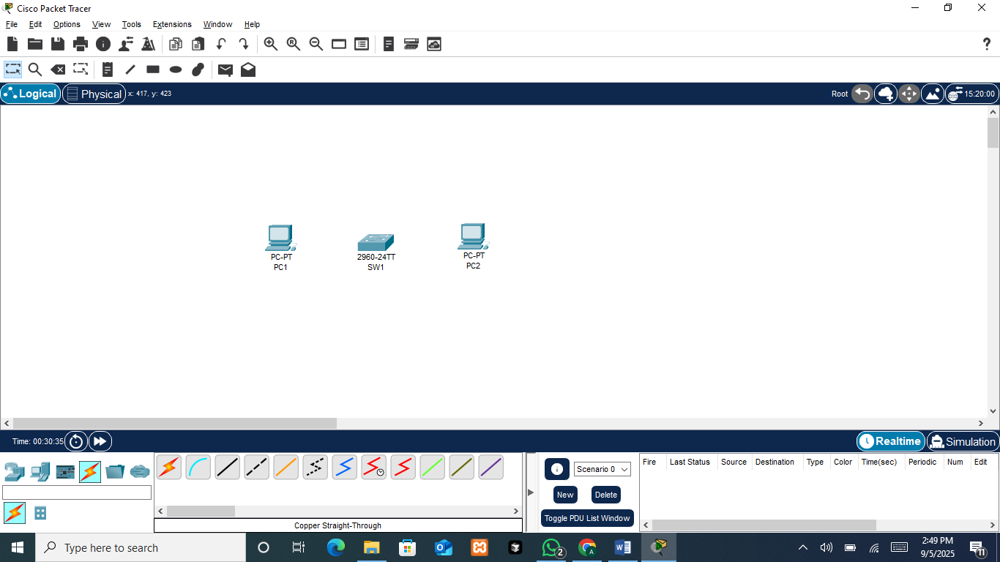 Cisco Packet Tracer
File Edit Options View Tools Extensions Window Help
R
?
Logical Physical x: 417, y: 423 Root 15:20:00
PC-PT 2960-24TT PC-PT
PC1 SW1 PC2
Time: 00:30:35 Realtime Simulation
Scenario 0 Fire Last Status Source Destination Type Color Time(sec) Periodic Num Edit
New Delete
Toggle PDU List Window
Copper Straight-Through
Type here to search 2 A W 2:49 PM
9/5/2025 11